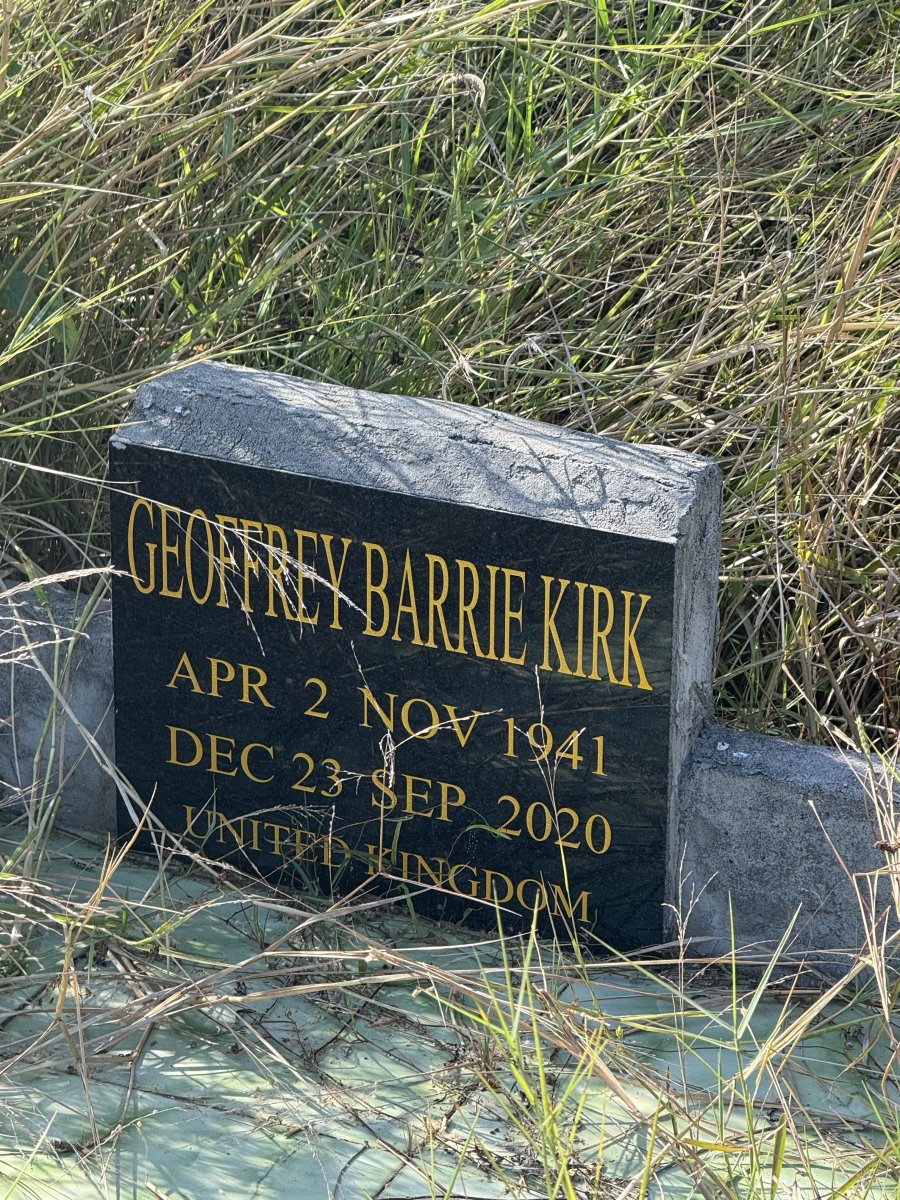 GEOFFREY BARRIE KIRK
APR 2 NOV 1941
DEC 23 SEP 2020
UNITED KINGDOM